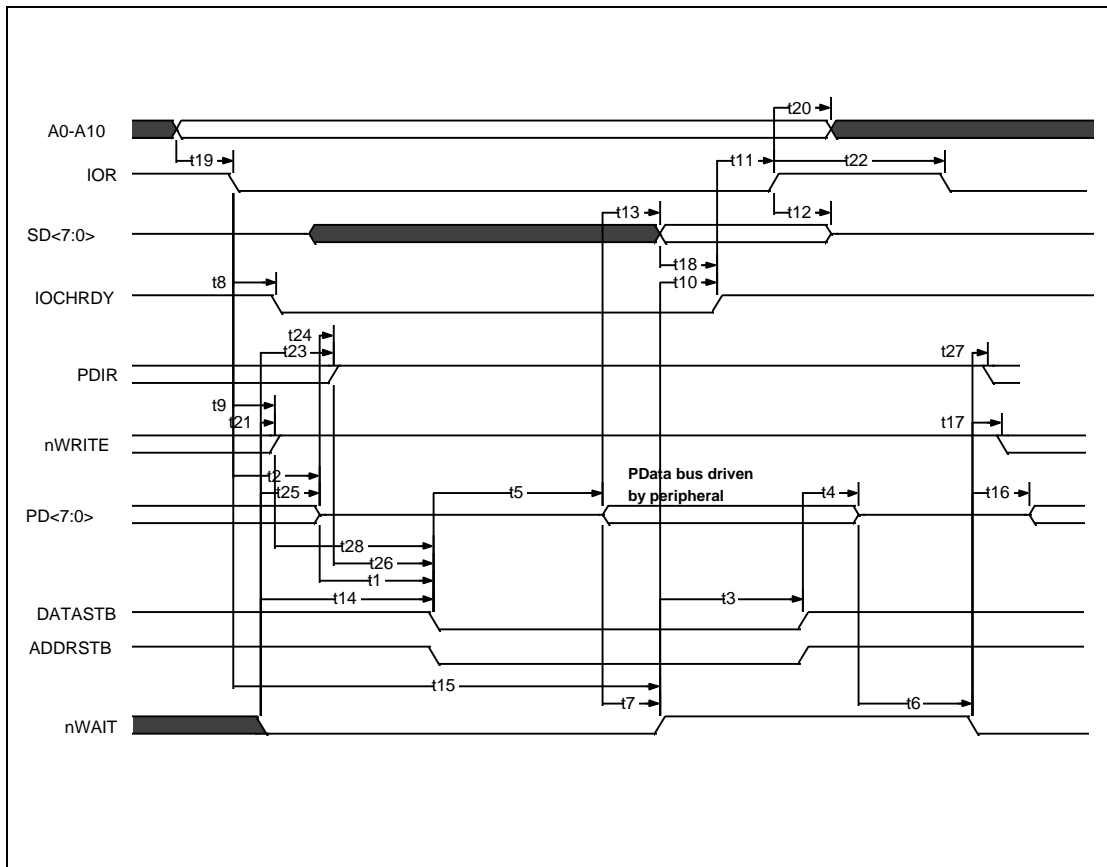 t20
A0-A10
t19
t11
t22
IOR
t13
t12
SD<7:0>
t18
t8
t10
IOCHRDY
t24
t23
t27
PDIR
t9
t21
t17
nWRITE
t2
PData bus driven
by peripheral
t25
t5
t4
t16
PD<7:0>
t28
t26
t1
t14
t3
DATASTB
ADDRSTB
t15
t7
t6
nWAIT